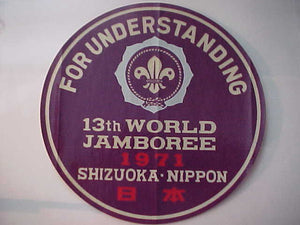 FOR UNDERSTANDING
13th WORLD
JAMBOREE
1971
SHIZUOKA · NIPPON
日本